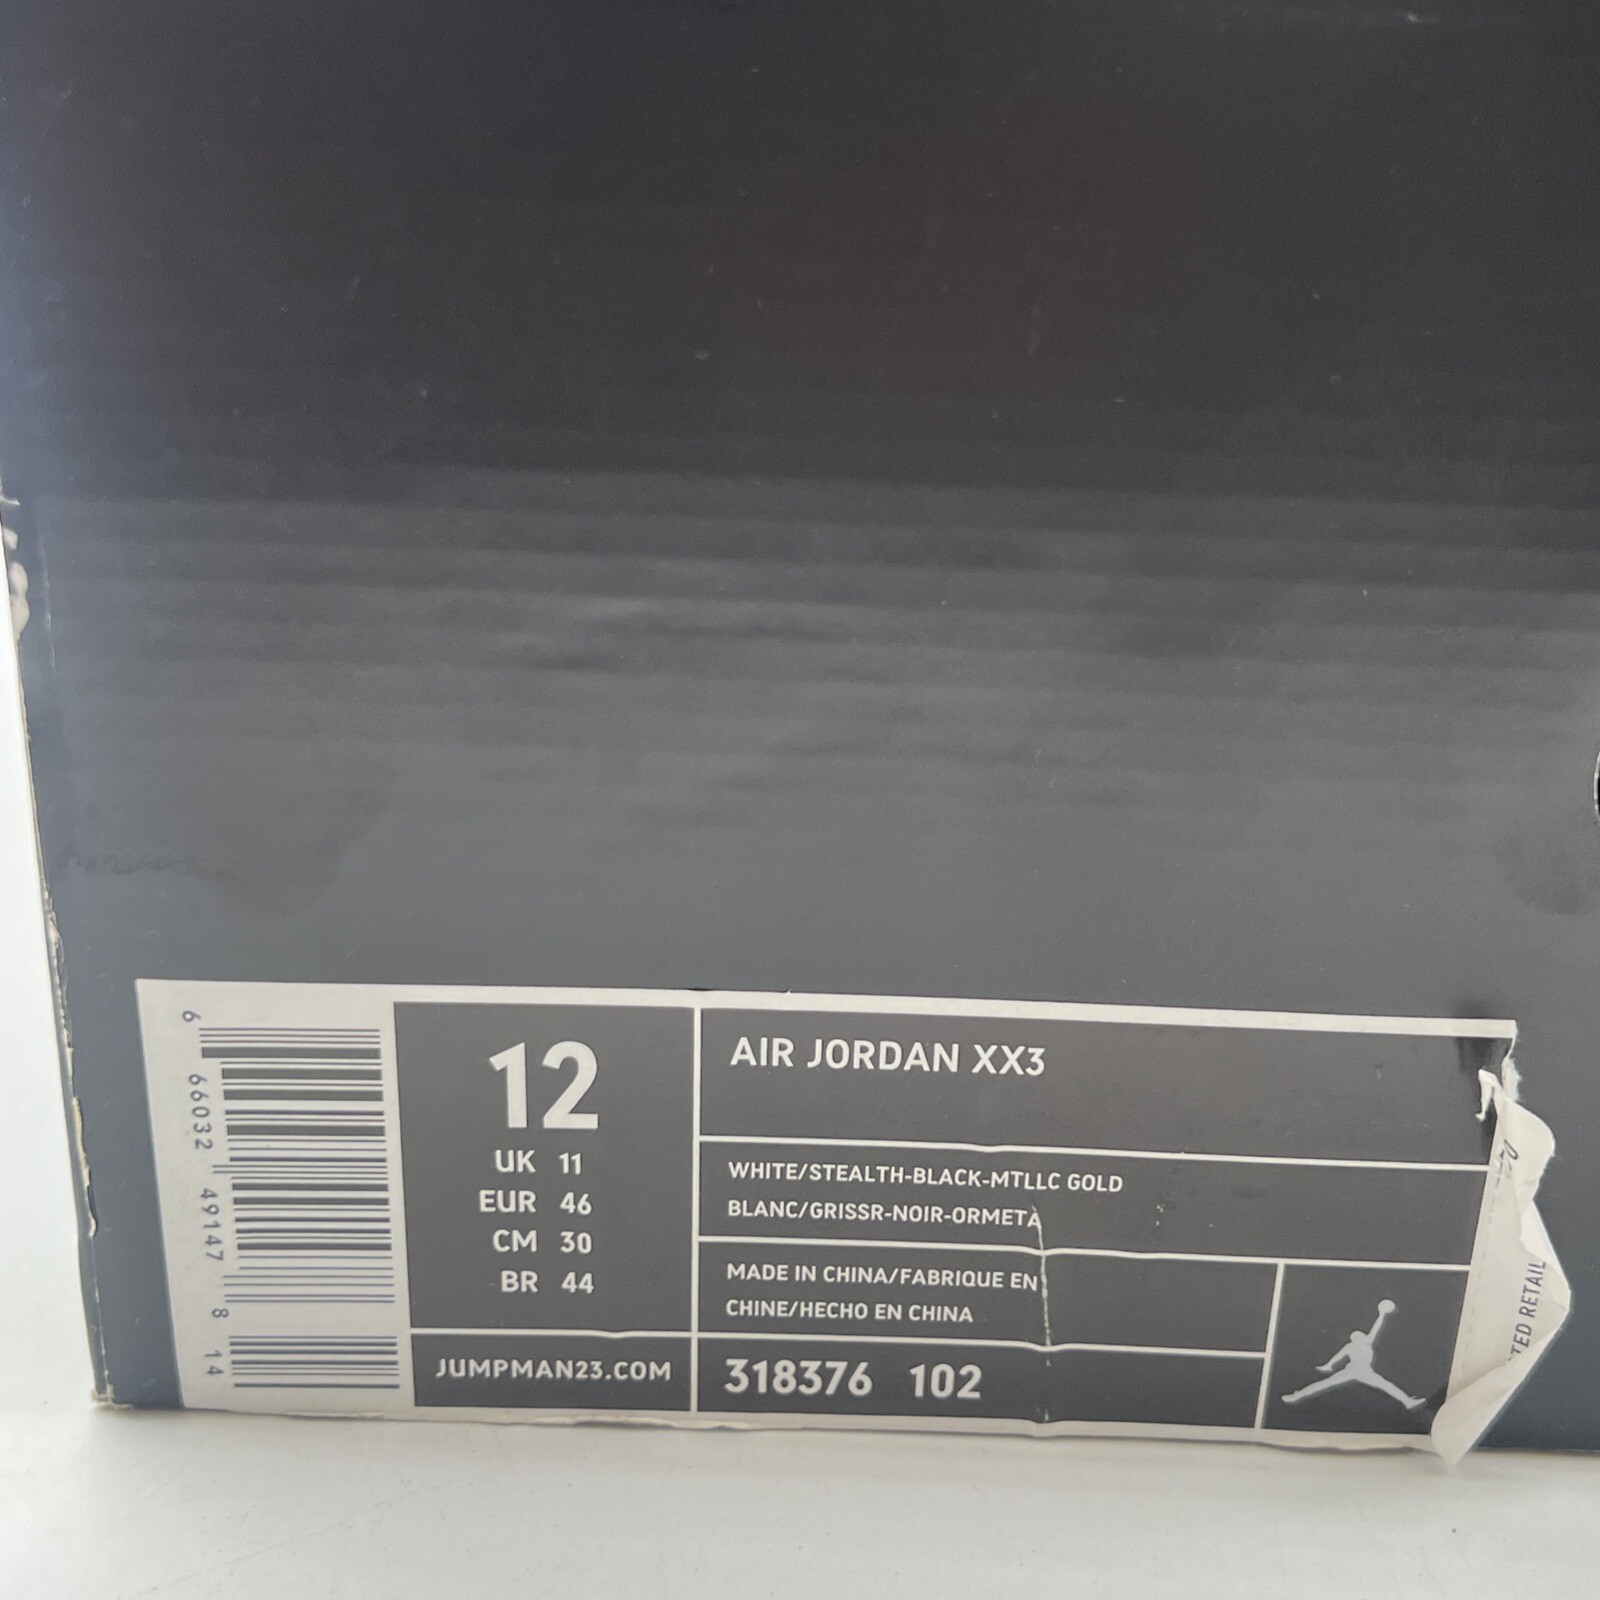 6 66032 49147 8 14
12
UK 11
EUR 46
CM 30
BR 44
JUMPMAN23.COM
AIR JORDAN XX3
WHITE/STEALTH-BLACK-MTLLC GOLD
BLANC/GRISSR-NOIR-ORMETA
MADE IN CHINA/FABRIQUE EN
CHINE/HECHO EN CHINA
318376 102
RETAIL